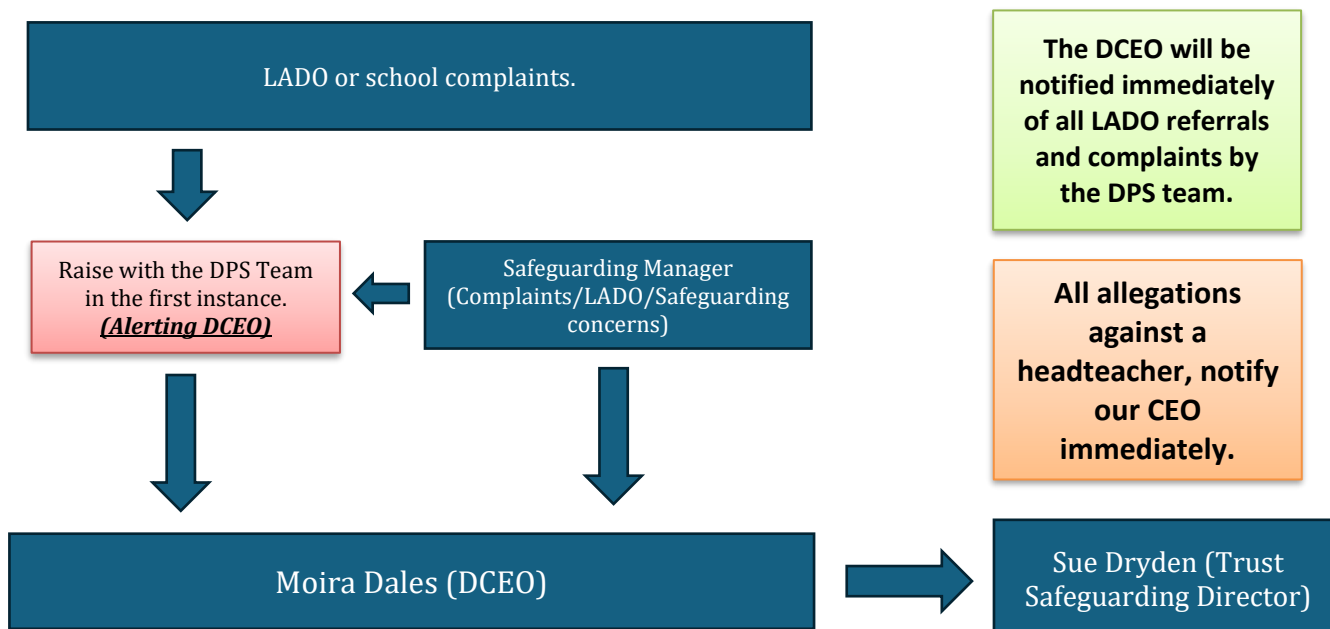 LADO or school complaints.
The DCEO will be
notified immediately
of all LADO referrals
and complaints by
the DPS team.
Raise with the DPS Team
in the first instance.
(Alerting DCEO)
Safeguarding Manager
(Complaints/LADO/Safeguarding
concerns)
All allegations
against a
headteacher, notify
our CEO
immediately.
Moira Dales (DCEO)
Sue Dryden (Trust
Safeguarding Director)